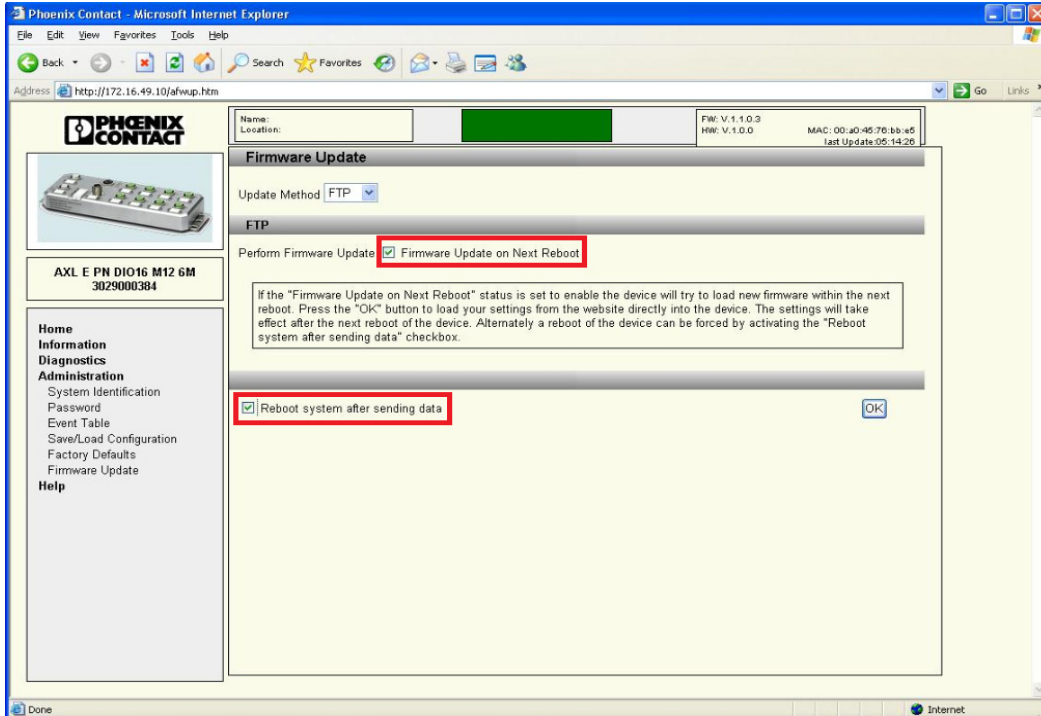 Phoenix Contact - Microsoft Internet Explorer
File Edit View Favorites Tools Help
Back Search Favorites
Address http://172.16.49.10/afwup.htm Go Links
PHŒNIX
CONTACT
Name:
Location:
FW: V.1.1.0.3
HW: V.1.0.0 MAC: 00:a0:45:76:bb:e5
last Update:05:14:26
AXL E PN DIO16 M12 6M
3029000384
Home
Information
Diagnostics
Administration
System Identification
Password
Event Table
Save/Load Configuration
Factory Defaults
Firmware Update
Help
Firmware Update
Update Method FTP
FTP
Perform Firmware Update Firmware Update on Next Reboot
If the "Firmware Update on Next Reboot" status is set to enable the device will try to load new firmware within the next
reboot. Press the "OK" button to load your settings from the website directly into the device. The settings will take
effect after the next reboot of the device. Alternately a reboot of the device can be forced by activating the "Reboot
system after sending data" checkbox.
Reboot system after sending data OK
Done Internet